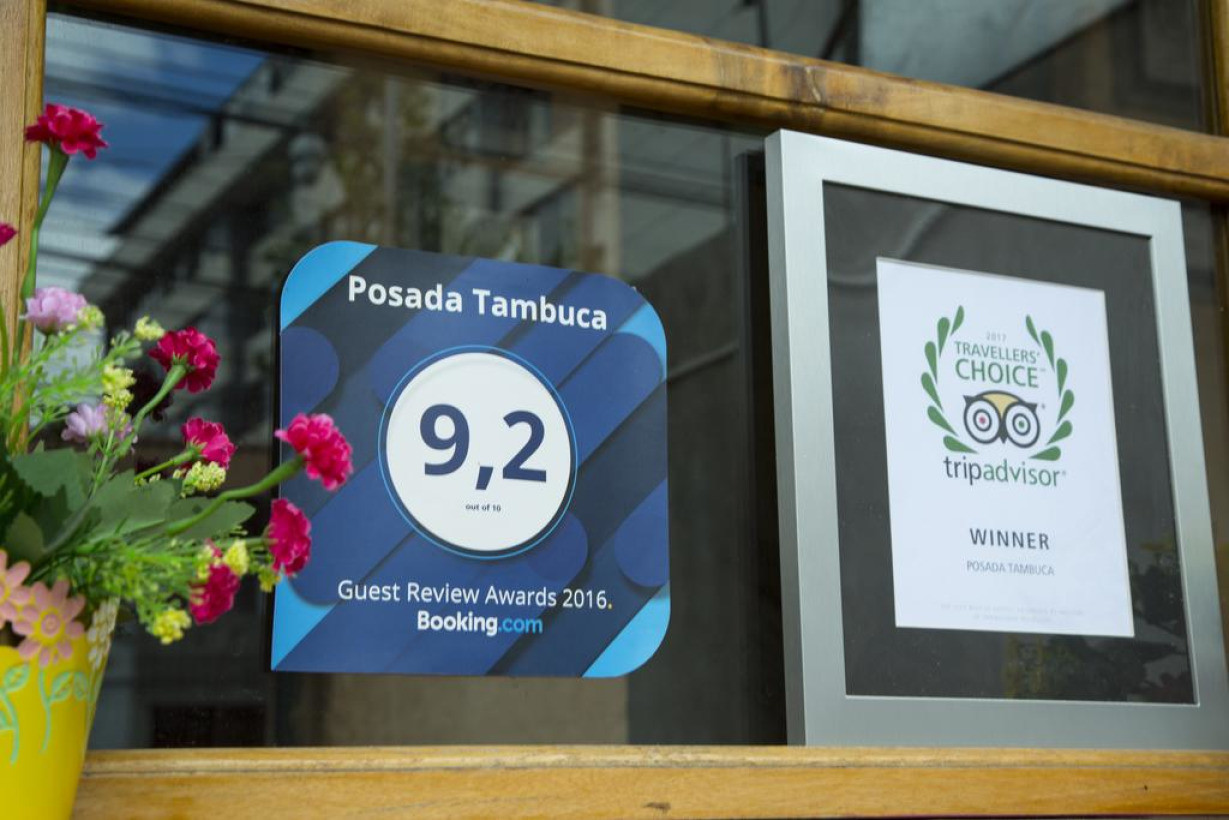 Posada Tambuca
9,2
out of 10
Guest Review Awards 2016.
Booking.com
2017
TRAVELLERS'
CHOICE™
tripadvisor®
WINNER
POSADA TAMBUCA